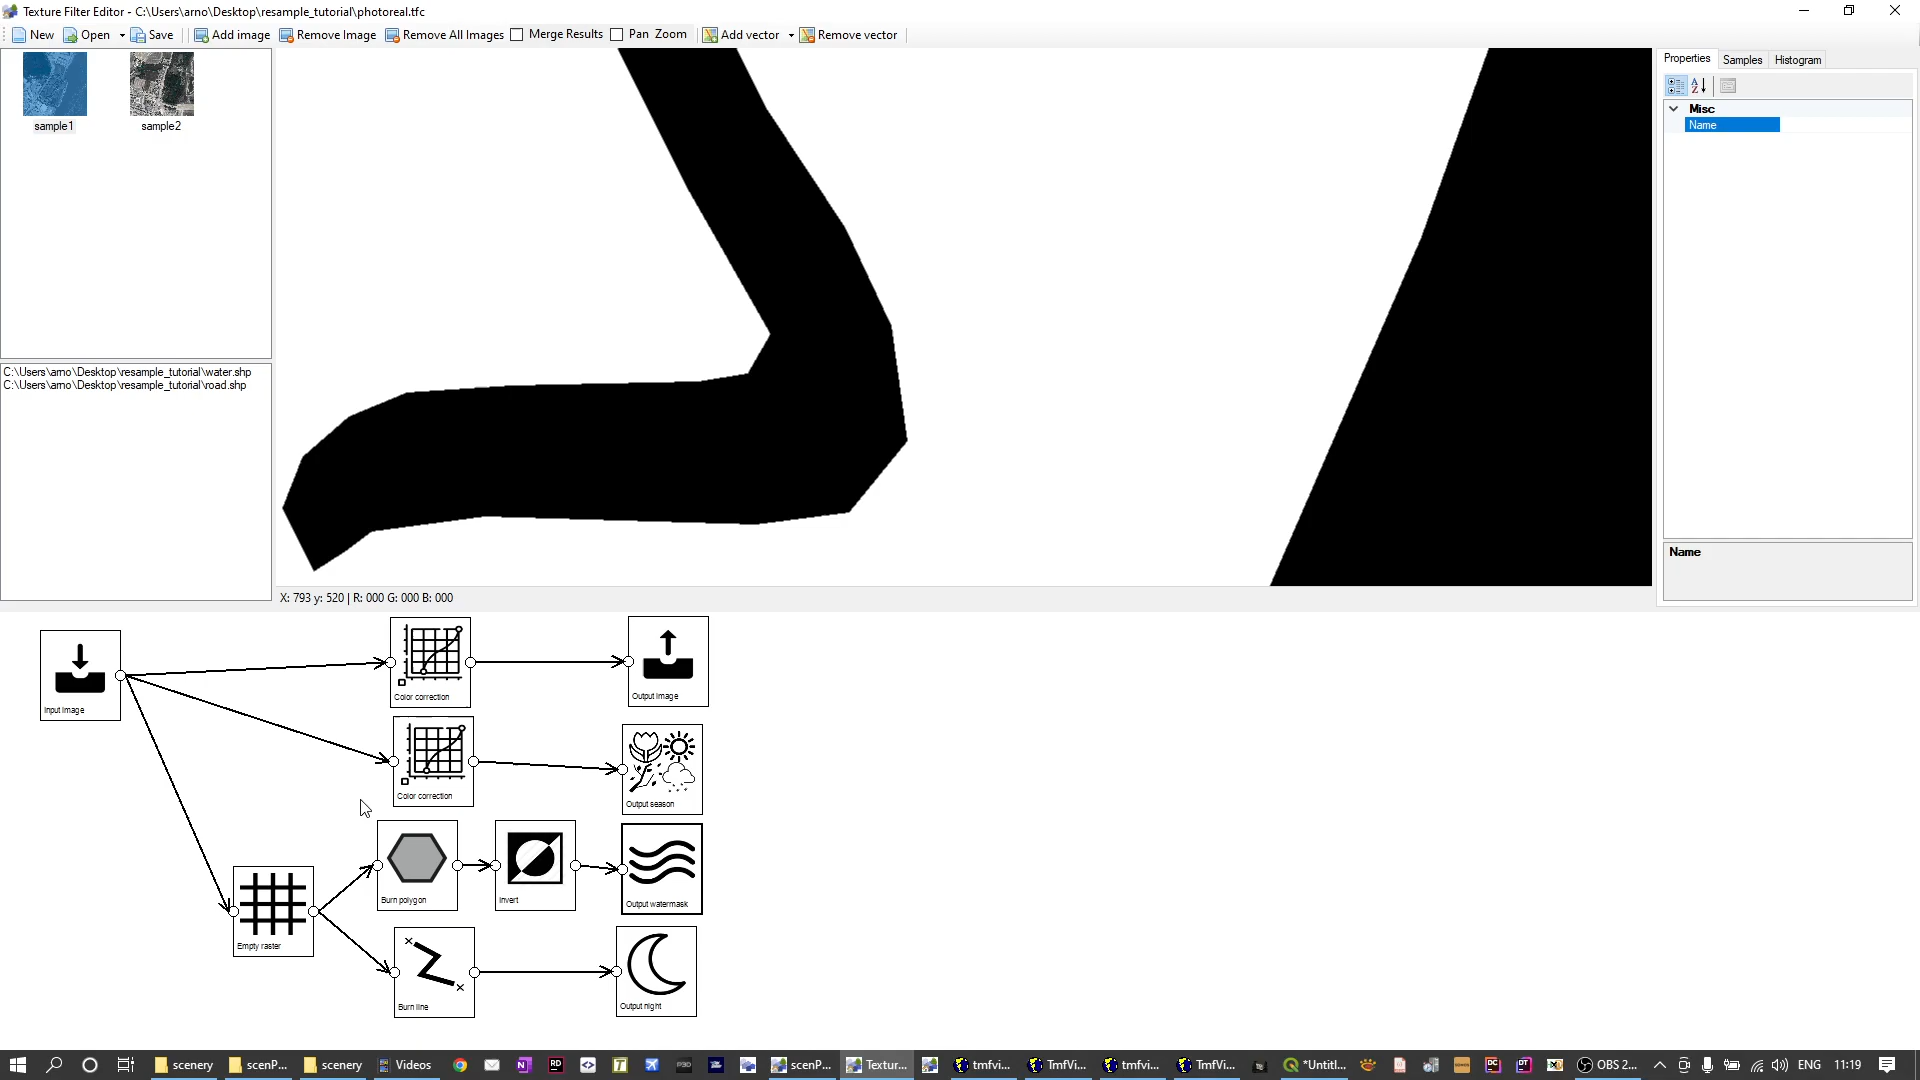 Texture Filter Editor - C:\Users\arno\Desktop\resample_tutorial\photoreal.tfc
New Open Save Add image Remove Image Remove All Images Merge Results Pan Zoom Add vector Remove vector
sample1 sample2
C:\Users\arno\Desktop\resample_tutorial\water.shp
C:\Users\arno\Desktop\resample_tutorial\road.shp
X: 793 y: 520 | R: 000 G: 000 B: 000
Properties Samples Histogram
Misc
Name
Name
Input image
Color correction
Output image
Color correction
Output season
Burn polygon
Invert
Output watermask
Empty raster
Burn line
Output night
scenery scenP... scenery Videos scenP... Textur... tmfvi... TmfVi... tmfvi... TmfVi... *Untitl... OBS 2... ENG 11:19